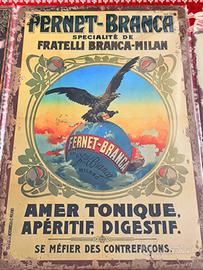 FERNET-BRANCA
SPECIALITÉ DE
FRATELLI BRANCA-MILAN
FERNET-BRANCA
AMER TONIQUE,
APÉRITIF, DIGESTIF.
SE MÉFIER DES CONTREFAÇONS.